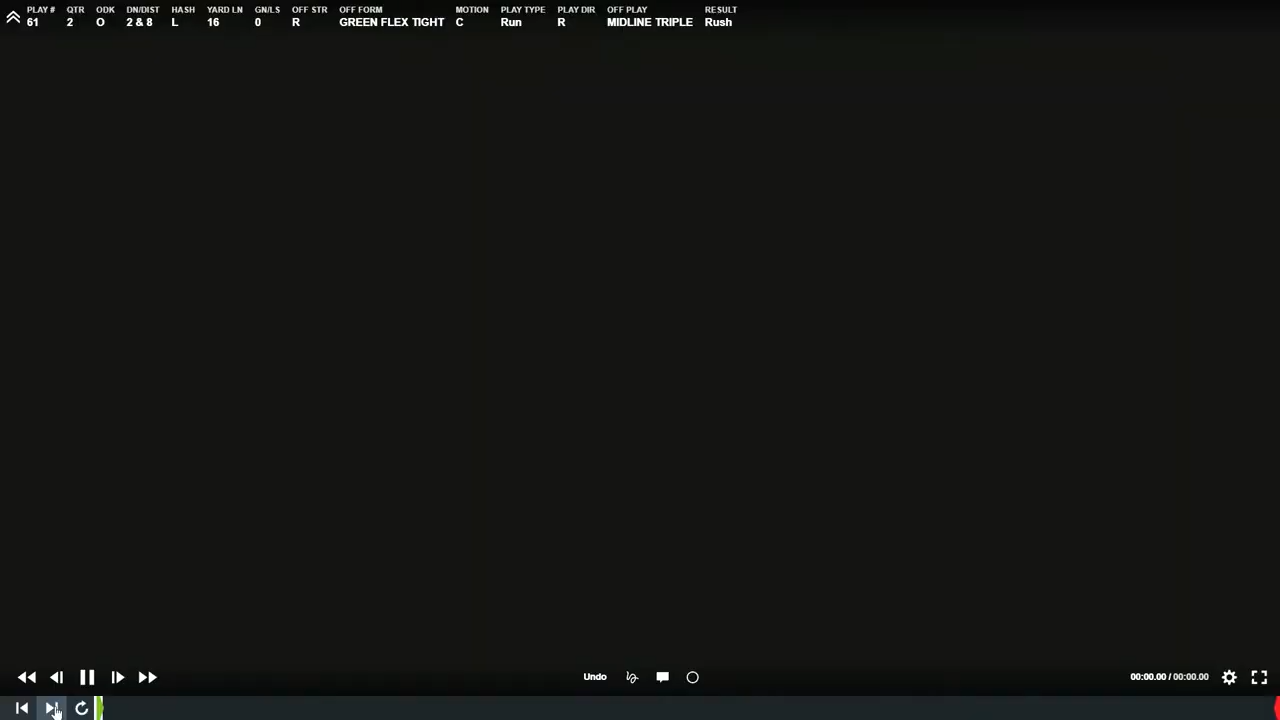 PLAY # QTR ODK DN/DIST HASH YARD LN GN/LS OFF STR OFF FORM MOTION PLAY TYPE PLAY DIR OFF PLAY RESULT
61 2 O 2 & 8 L 16 0 R GREEN FLEX TIGHT C Run R MIDLINE TRIPLE Rush
Undo 00:00.00 / 00:00.00